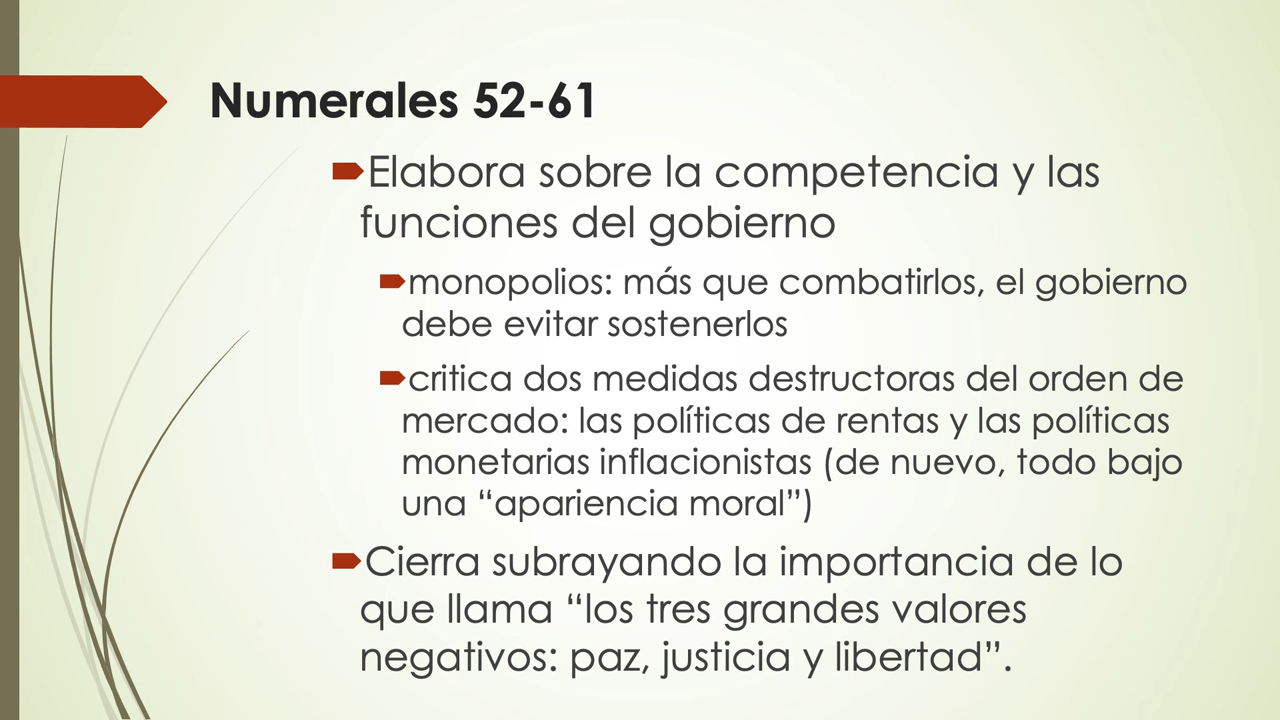 Numerales 52-61
Elabora sobre la competencia y las
funciones del gobierno
monopolios: más que combatirlos, el gobierno
debe evitar sostenerlos
critica dos medidas destructoras del orden de
mercado: las políticas de rentas y las políticas
monetarias inflacionistas (de nuevo, todo bajo
una “apariencia moral”)
Cierra subrayando la importancia de lo
que llama “los tres grandes valores
negativos: paz, justicia y libertad”.